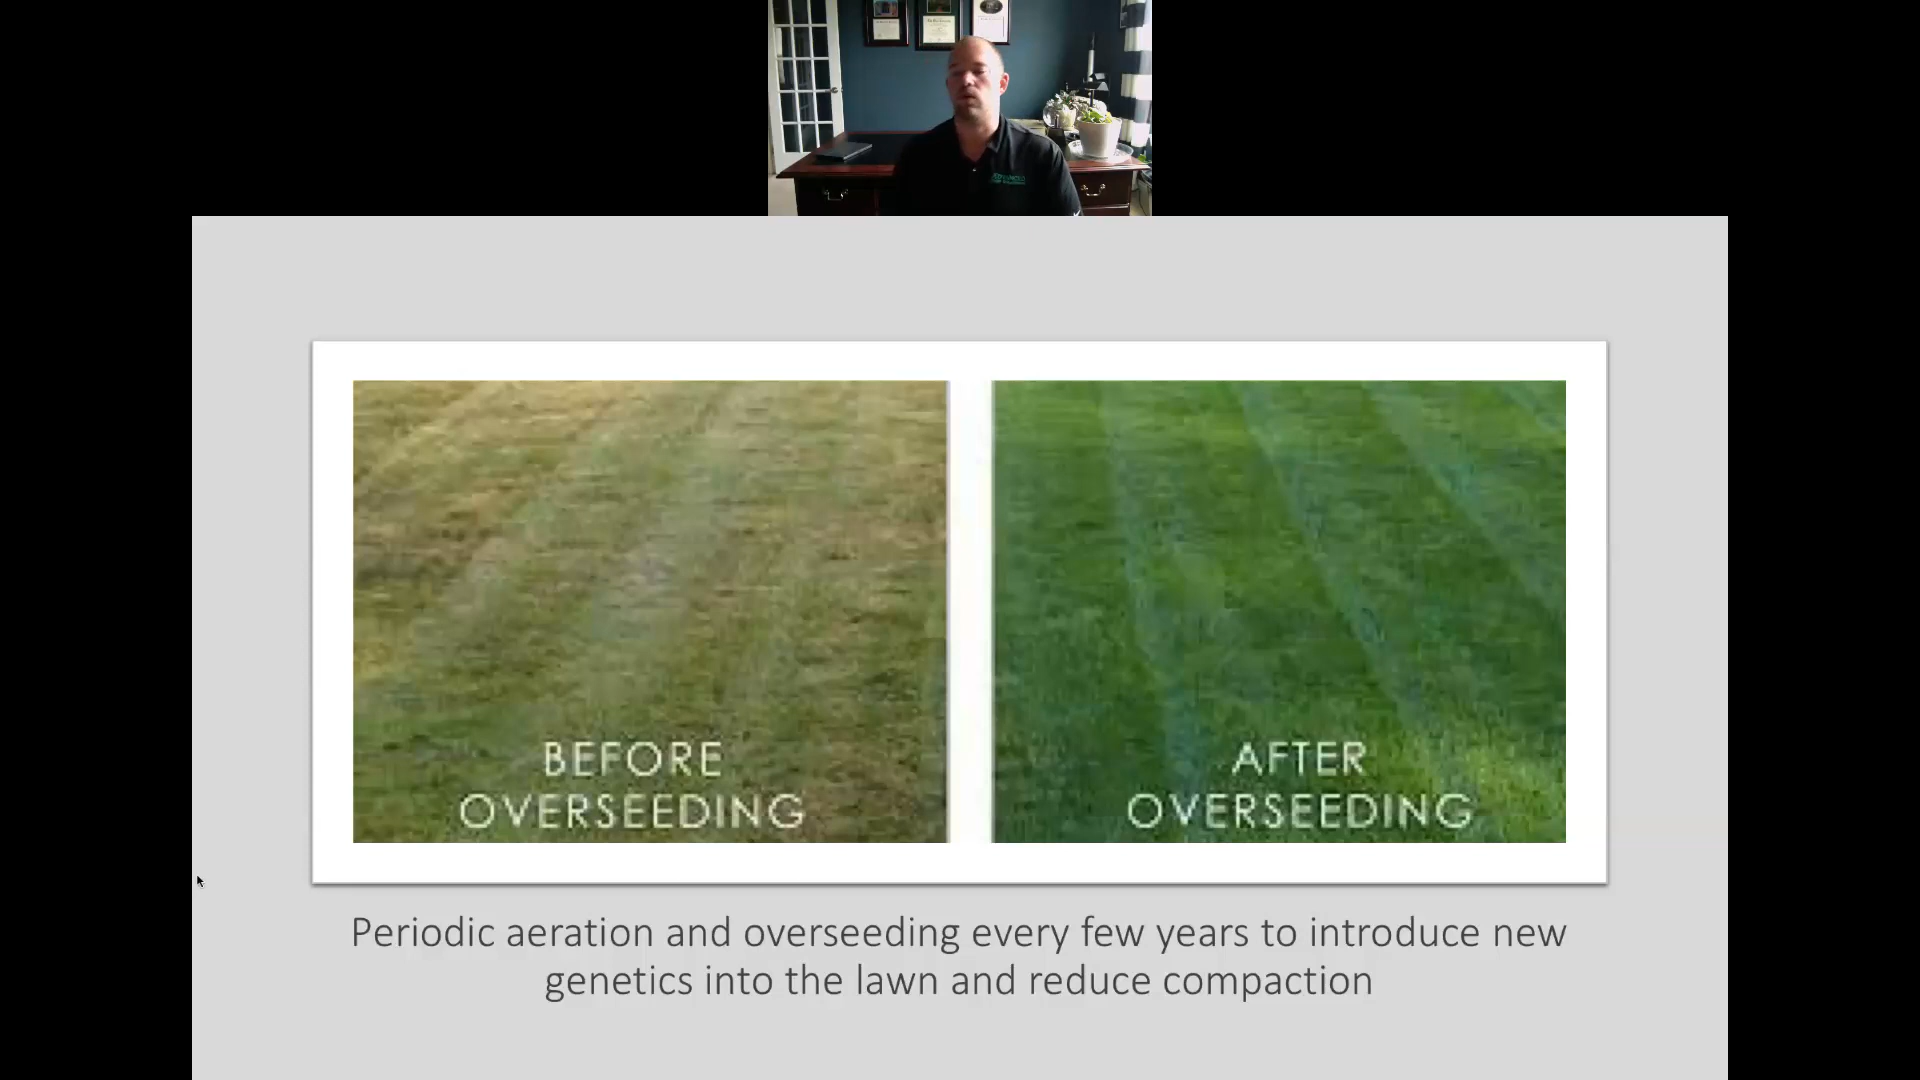 BEFORE
OVERSEEDING
AFTER
OVERSEEDING
Periodic aeration and overseeding every few years to introduce new
genetics into the lawn and reduce compaction